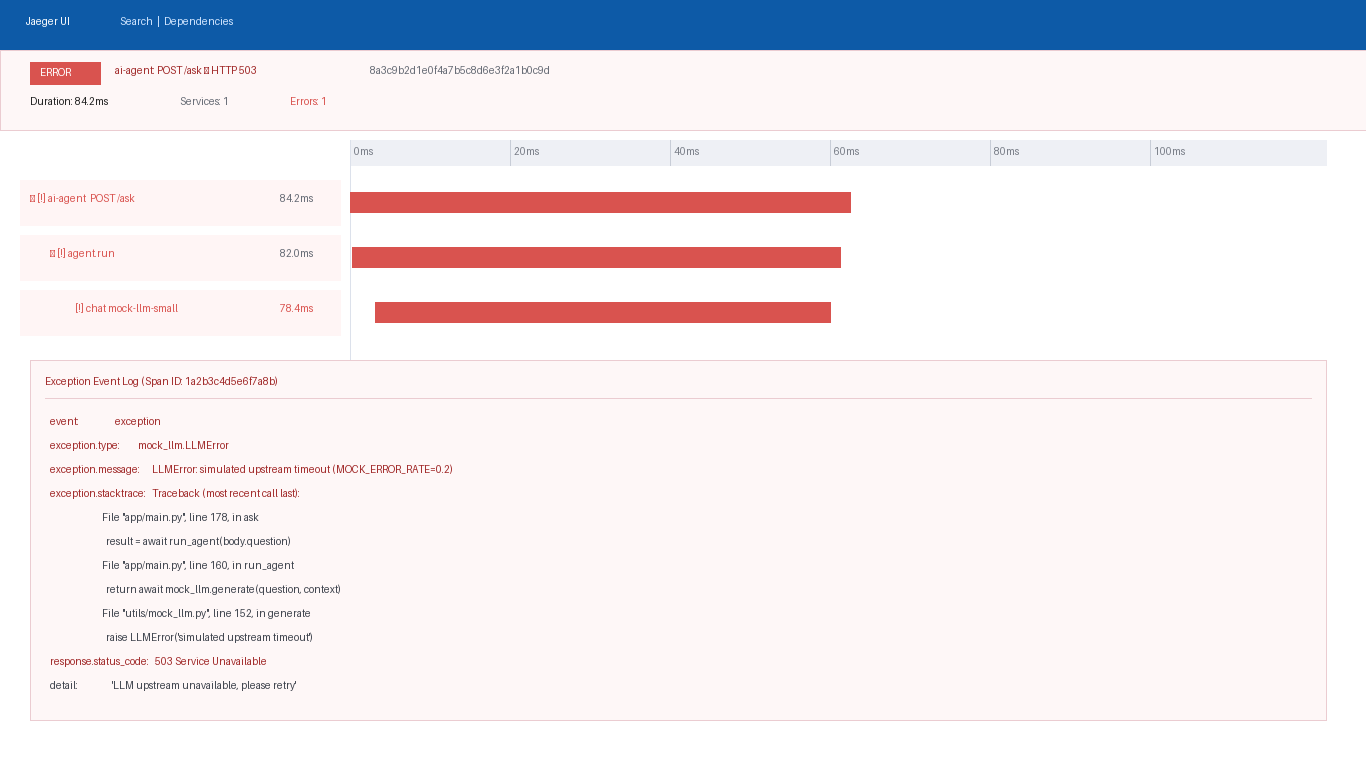 Jaeger UI Search | Dependencies
ERROR ai-agent: POST /ask HTTP 503 8a3c9b2d1e0f4a7b5c8d6e3f2a1b0c9d
Duration: 84.2ms Services: 1 Errors: 1
0ms 20ms 40ms 60ms 80ms 100ms
[!] ai-agent POST /ask 84.2ms
[!] agent.run 82.0ms
[!] chat mock-llm-small 78.4ms
Exception Event Log (Span ID: 1a2b3c4d5e6f7a8b)
event: exception
exception.type: mock_llm.LLMError
exception.message: LLMError: simulated upstream timeout (MOCK_ERROR_RATE=0.2)
exception.stacktrace: Traceback (most recent call last):
File "app/main.py", line 178, in ask
result = await run_agent(body.question)
File "app/main.py", line 160, in run_agent
return await mock_llm.generate(question, context)
File "utils/mock_llm.py", line 152, in generate
raise LLMError('simulated upstream timeout')
response.status_code: 503 Service Unavailable
detail: 'LLM upstream unavailable, please retry'